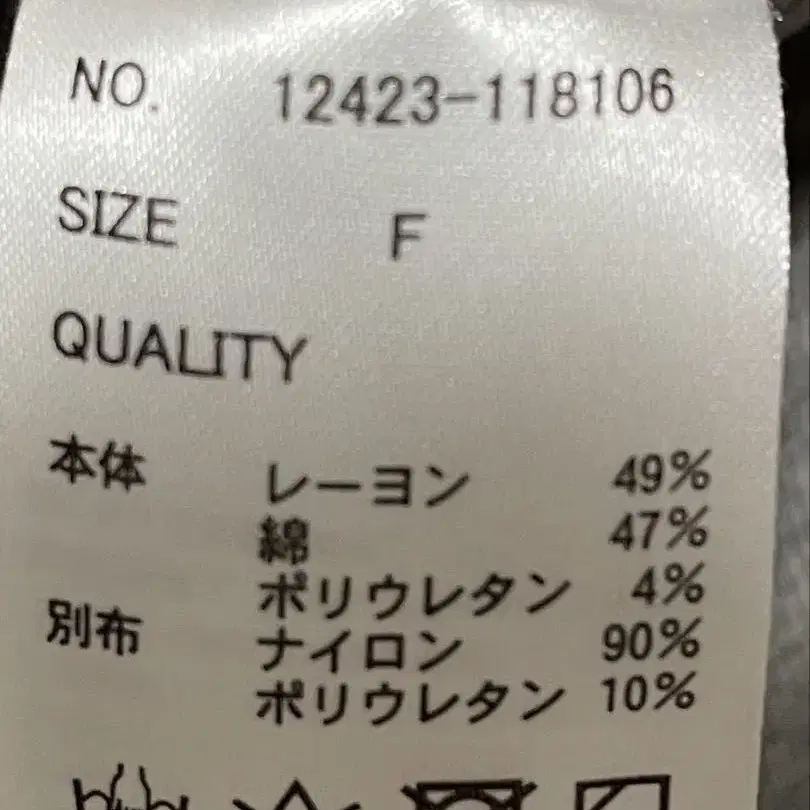 NO. 12423-118106
SIZE F
QUALITY
本体 レーヨン 49%
綿 47%
ポリウレタン 4%
別布 ナイロン 90%
ポリウレタン 10%